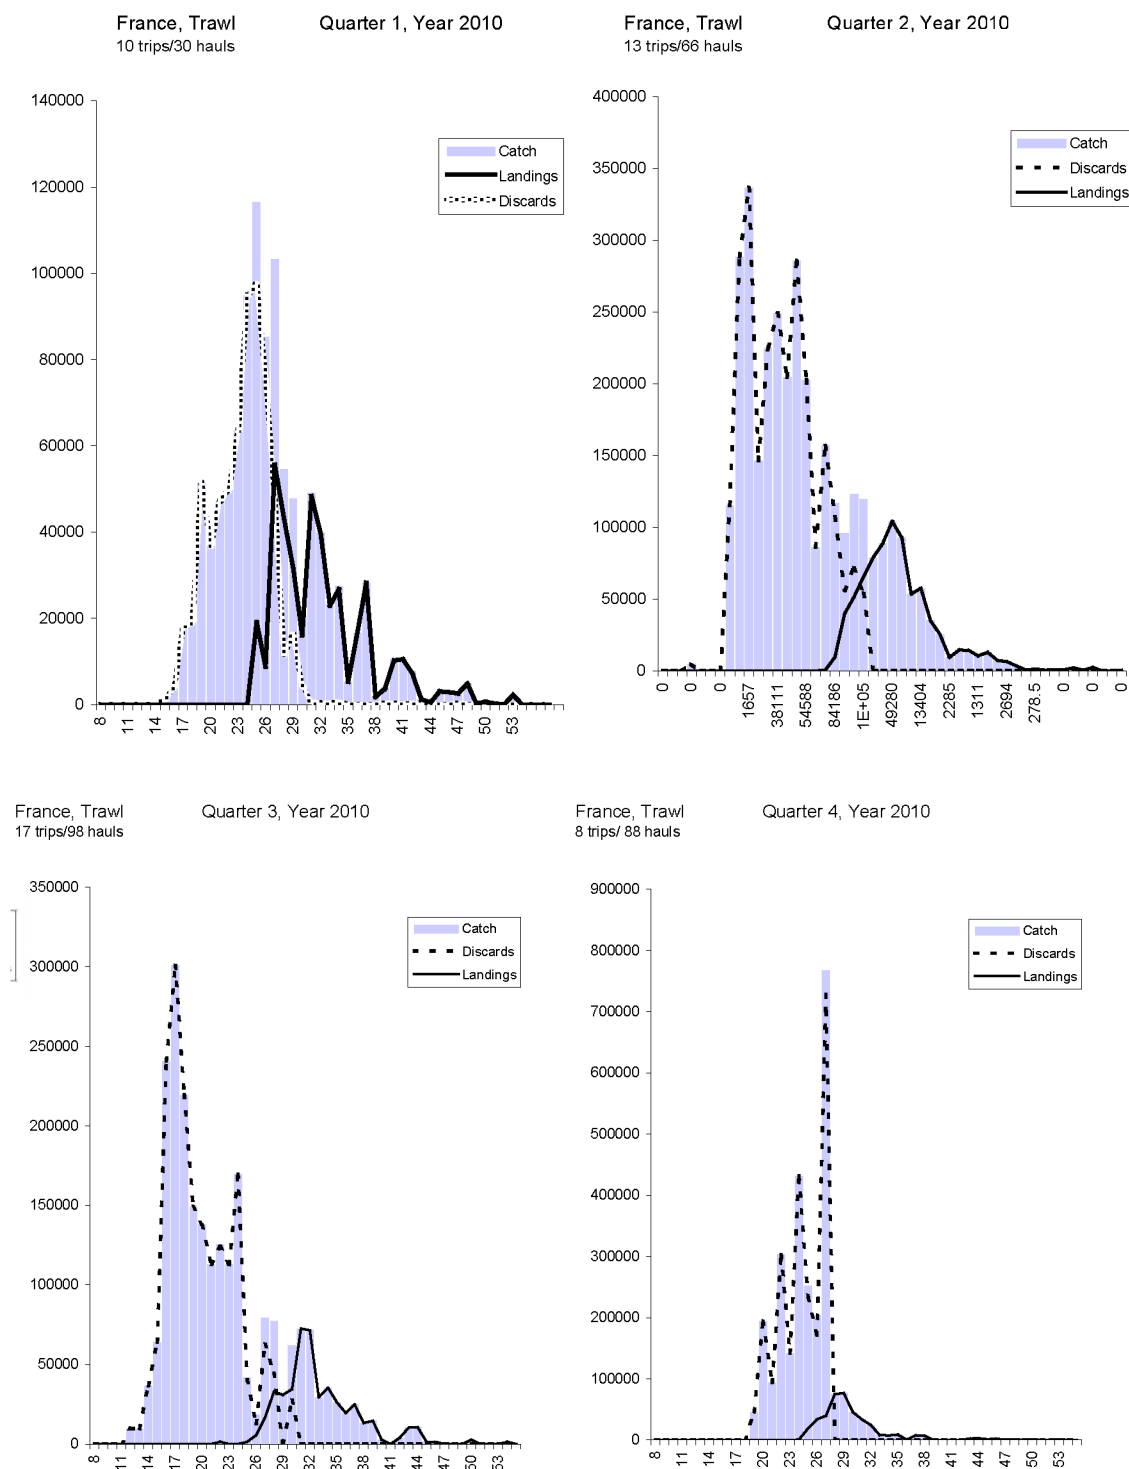 France, Trawl Quarter 1, Year 2010
10 trips/30 hauls
140000
120000
100000
80000
60000
40000
20000
0
Catch
Landings
Discards
8 11 14 17 20 23 26 29 32 35 38 41 44 47 50 53
France, Trawl Quarter 2, Year 2010
13 trips/66 hauls
400000
350000
300000
250000
200000
150000
100000
50000
0
Catch
Discards
Landings
0 0 0 1657 38111 54588 84186 1E+05 49280 13404 2285 1311 2694 278.5 0 0 0
France, Trawl Quarter 3, Year 2010
17 trips/98 hauls
350000
300000
250000
200000
150000
100000
50000
0
Catch
Discards
Landings
8 11 14 17 20 23 26 29 32 35 38 41 44 47 50 53
France, Trawl Quarter 4, Year 2010
8 trips/ 88 hauls
900000
800000
700000
600000
500000
400000
300000
200000
100000
0
Catch
Discards
Landings
8 11 14 17 20 23 26 29 32 35 38 41 44 47 50 53